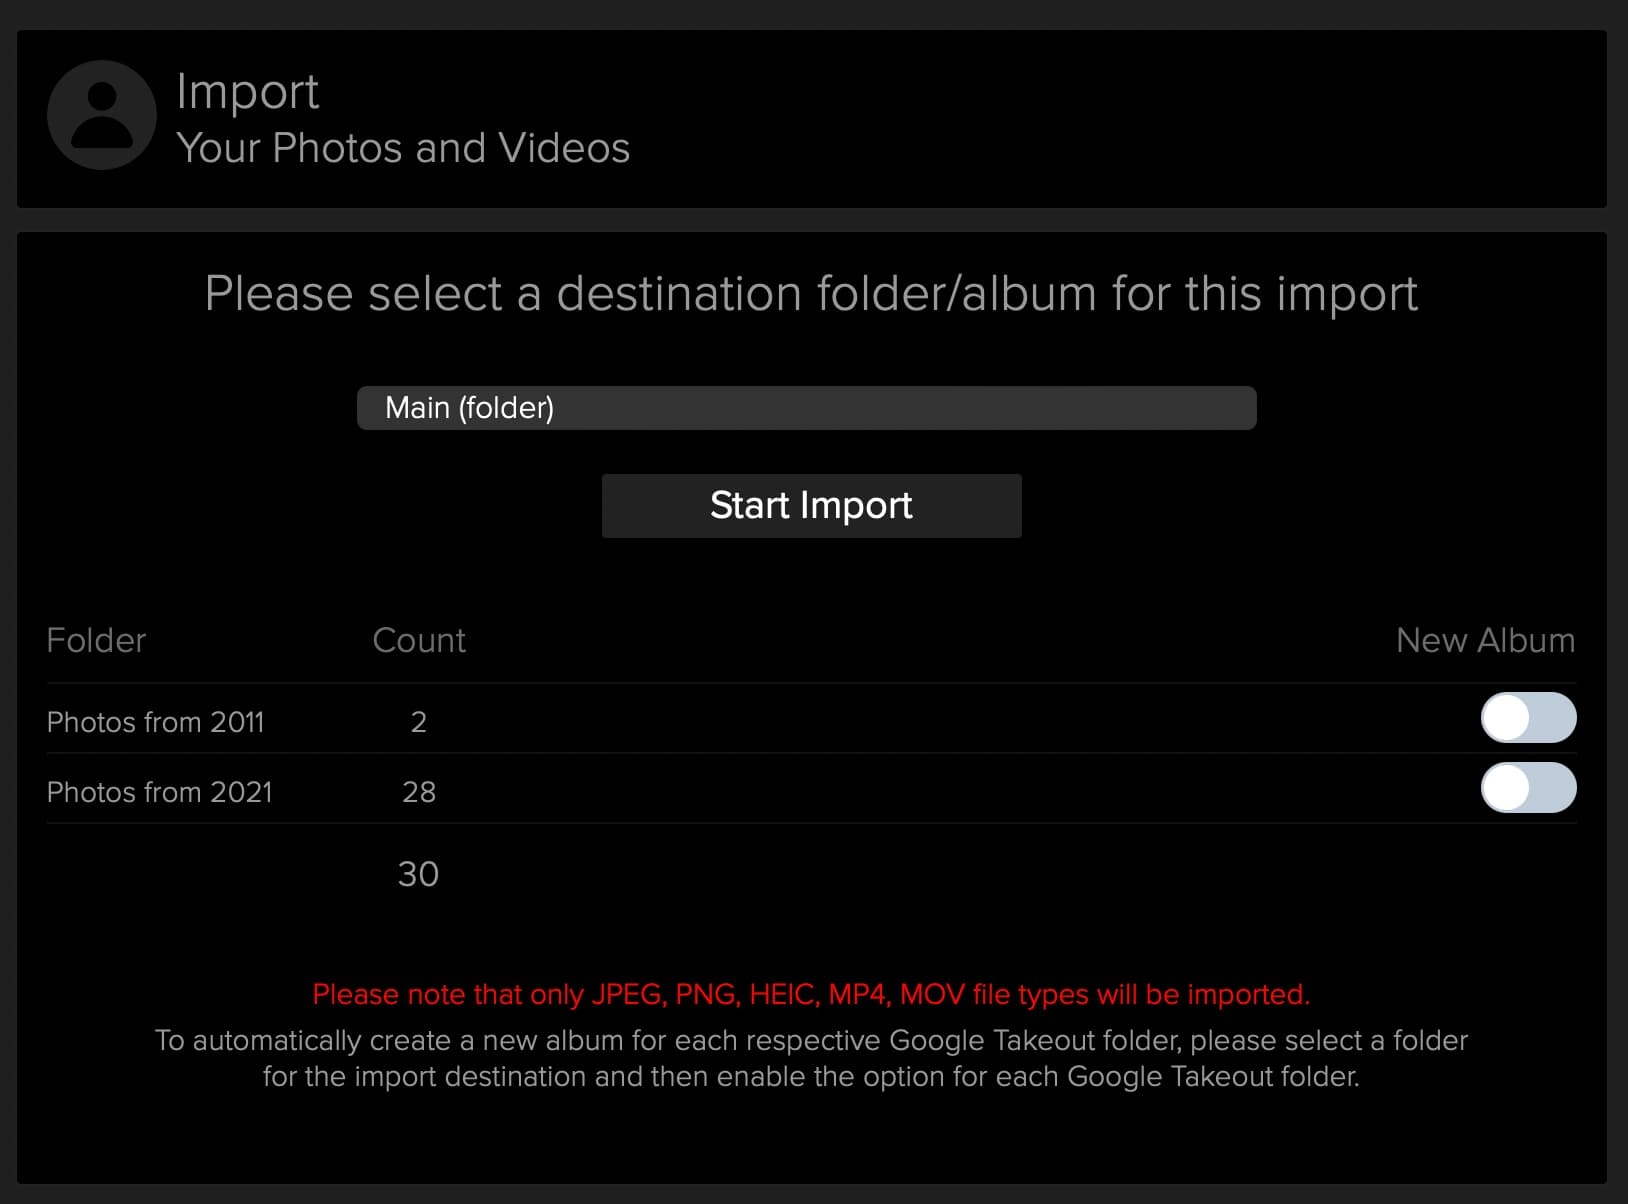 Import
Your Photos and Videos
Please select a destination folder/album for this import
Main (folder)
Start Import
Folder Count New Album
Photos from 2011 2
Photos from 2021 28
30
Please note that only JPEG, PNG, HEIC, MP4, MOV file types will be imported.
To automatically create a new album for each respective Google Takeout folder, please select a folder
for the import destination and then enable the option for each Google Takeout folder.